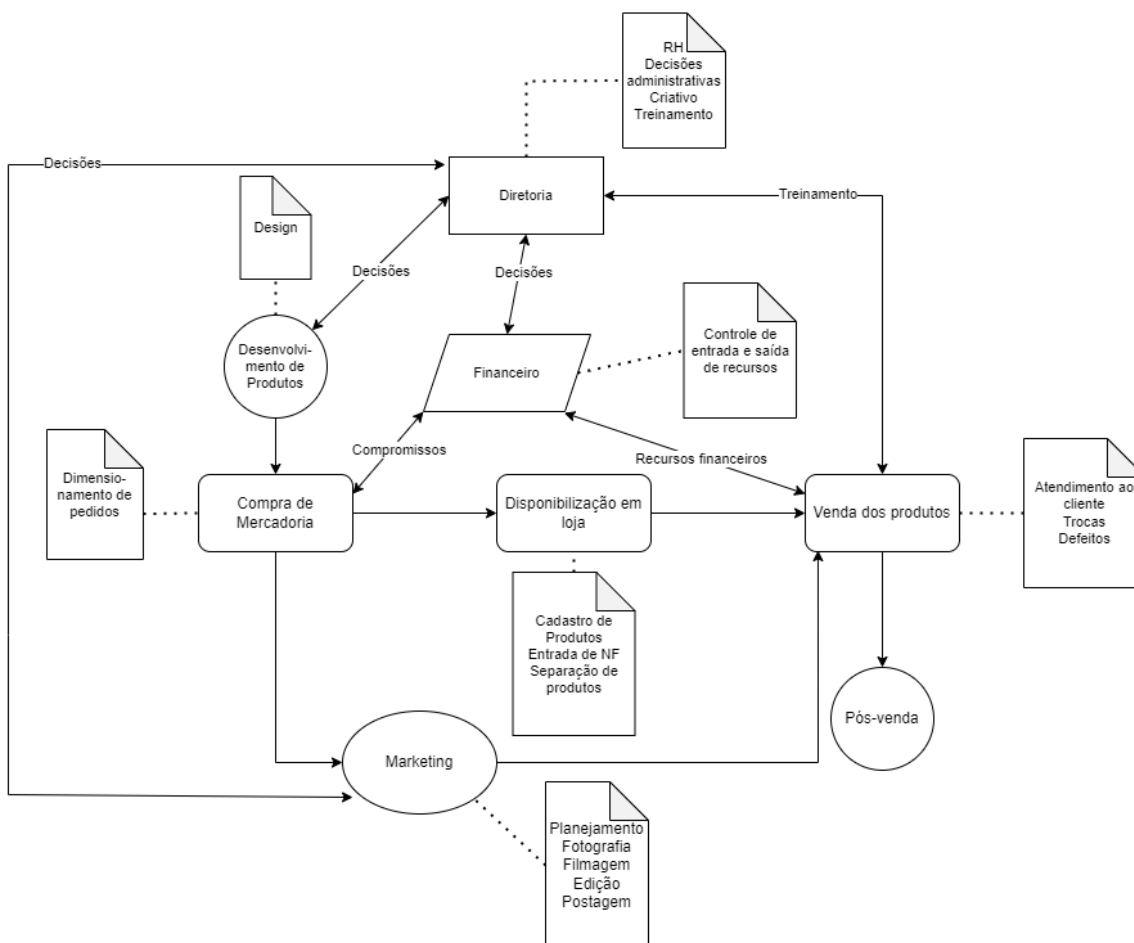 RH
Decisões
administrativas
Criativo
Treinamento
Decisões
Diretoria
Treinamento
Design
Decisões
Decisões
Desenvolvi-
mento de
Produtos
Financeiro
Controle de
entrada e saída
de recursos
Compromissos
Recursos financeiros
Dimensio-
namento de
pedidos
Compra de
Mercadoria
Disponibilização em
loja
Venda dos produtos
Atendimento ao
cliente
Trocas
Defeitos
Cadastro de
Produtos
Entrada de NF
Separação de
produtos
Pós-venda
Marketing
Planejamento
Fotografia
Filmagem
Edição
Postagem